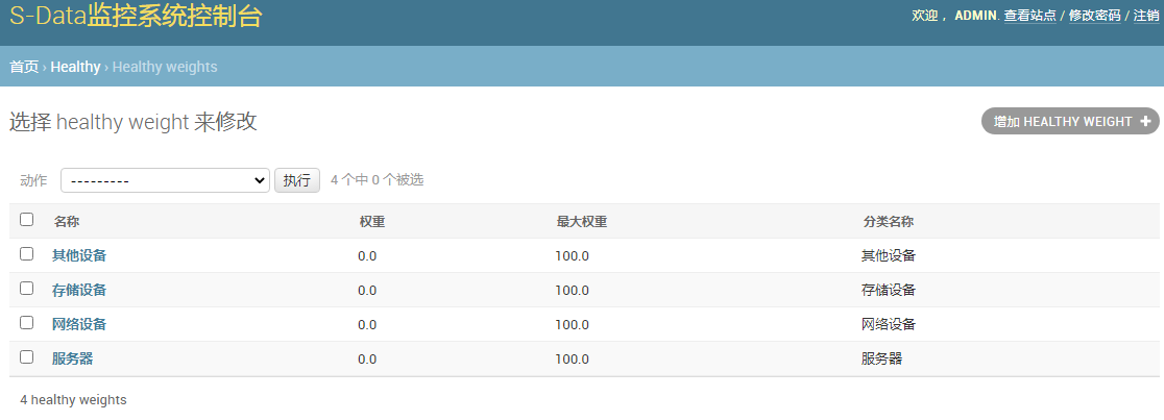 S-Data监控系统控制台
欢迎， ADMIN. 查看站点 / 修改密码 / 注销
首页 › Healthy › Healthy weights
选择 healthy weight 来修改
增加 HEALTHY WEIGHT +
动作 --------- 执行 4 个中 0 个被选
名称 权重 最大权重 分类名称
其他设备 0.0 100.0 其他设备
存储设备 0.0 100.0 存储设备
网络设备 0.0 100.0 网络设备
服务器 0.0 100.0 服务器
4 healthy weights